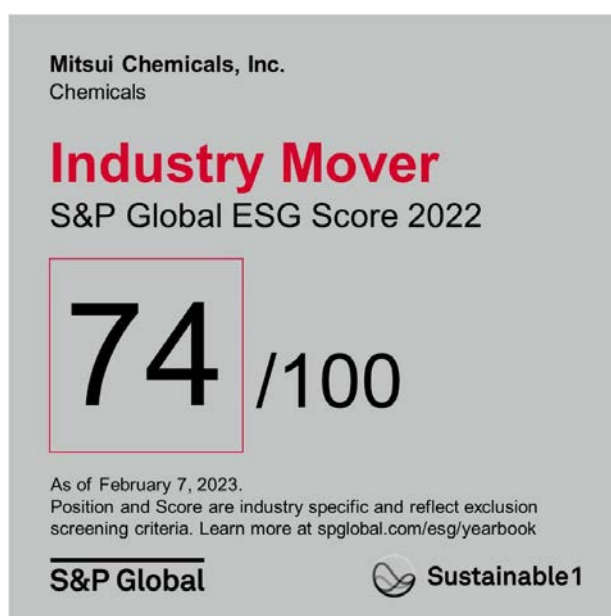 Mitsui Chemicals, Inc.
Chemicals
Industry Mover
S&P Global ESG Score 2022
74 /100
As of February 7, 2023.
Position and Score are industry specific and reflect exclusion
screening criteria. Learn more at spglobal.com/esg/yearbook
S&P Global
Sustainable1